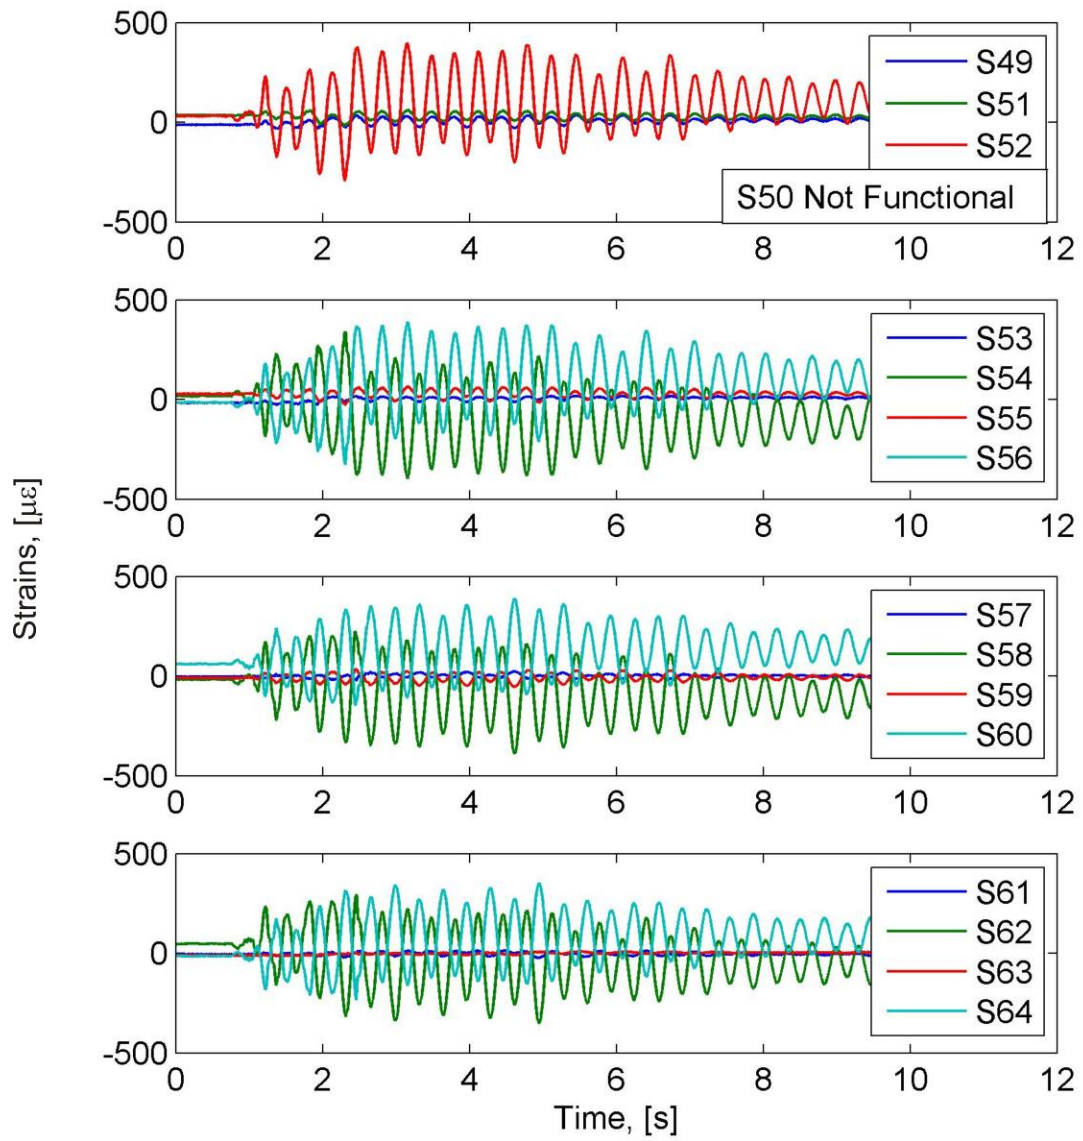 500
0
-500
S49
S51
S52
S50 Not Functional
0 2 4 6 8 10 12
500
0
-500
S53
S54
S55
S56
0 2 4 6 8 10 12
Strains, [με]
500
0
-500
S57
S58
S59
S60
0 2 4 6 8 10 12
500
0
-500
S61
S62
S63
S64
0 2 4 6 8 10 12
Time, [s]